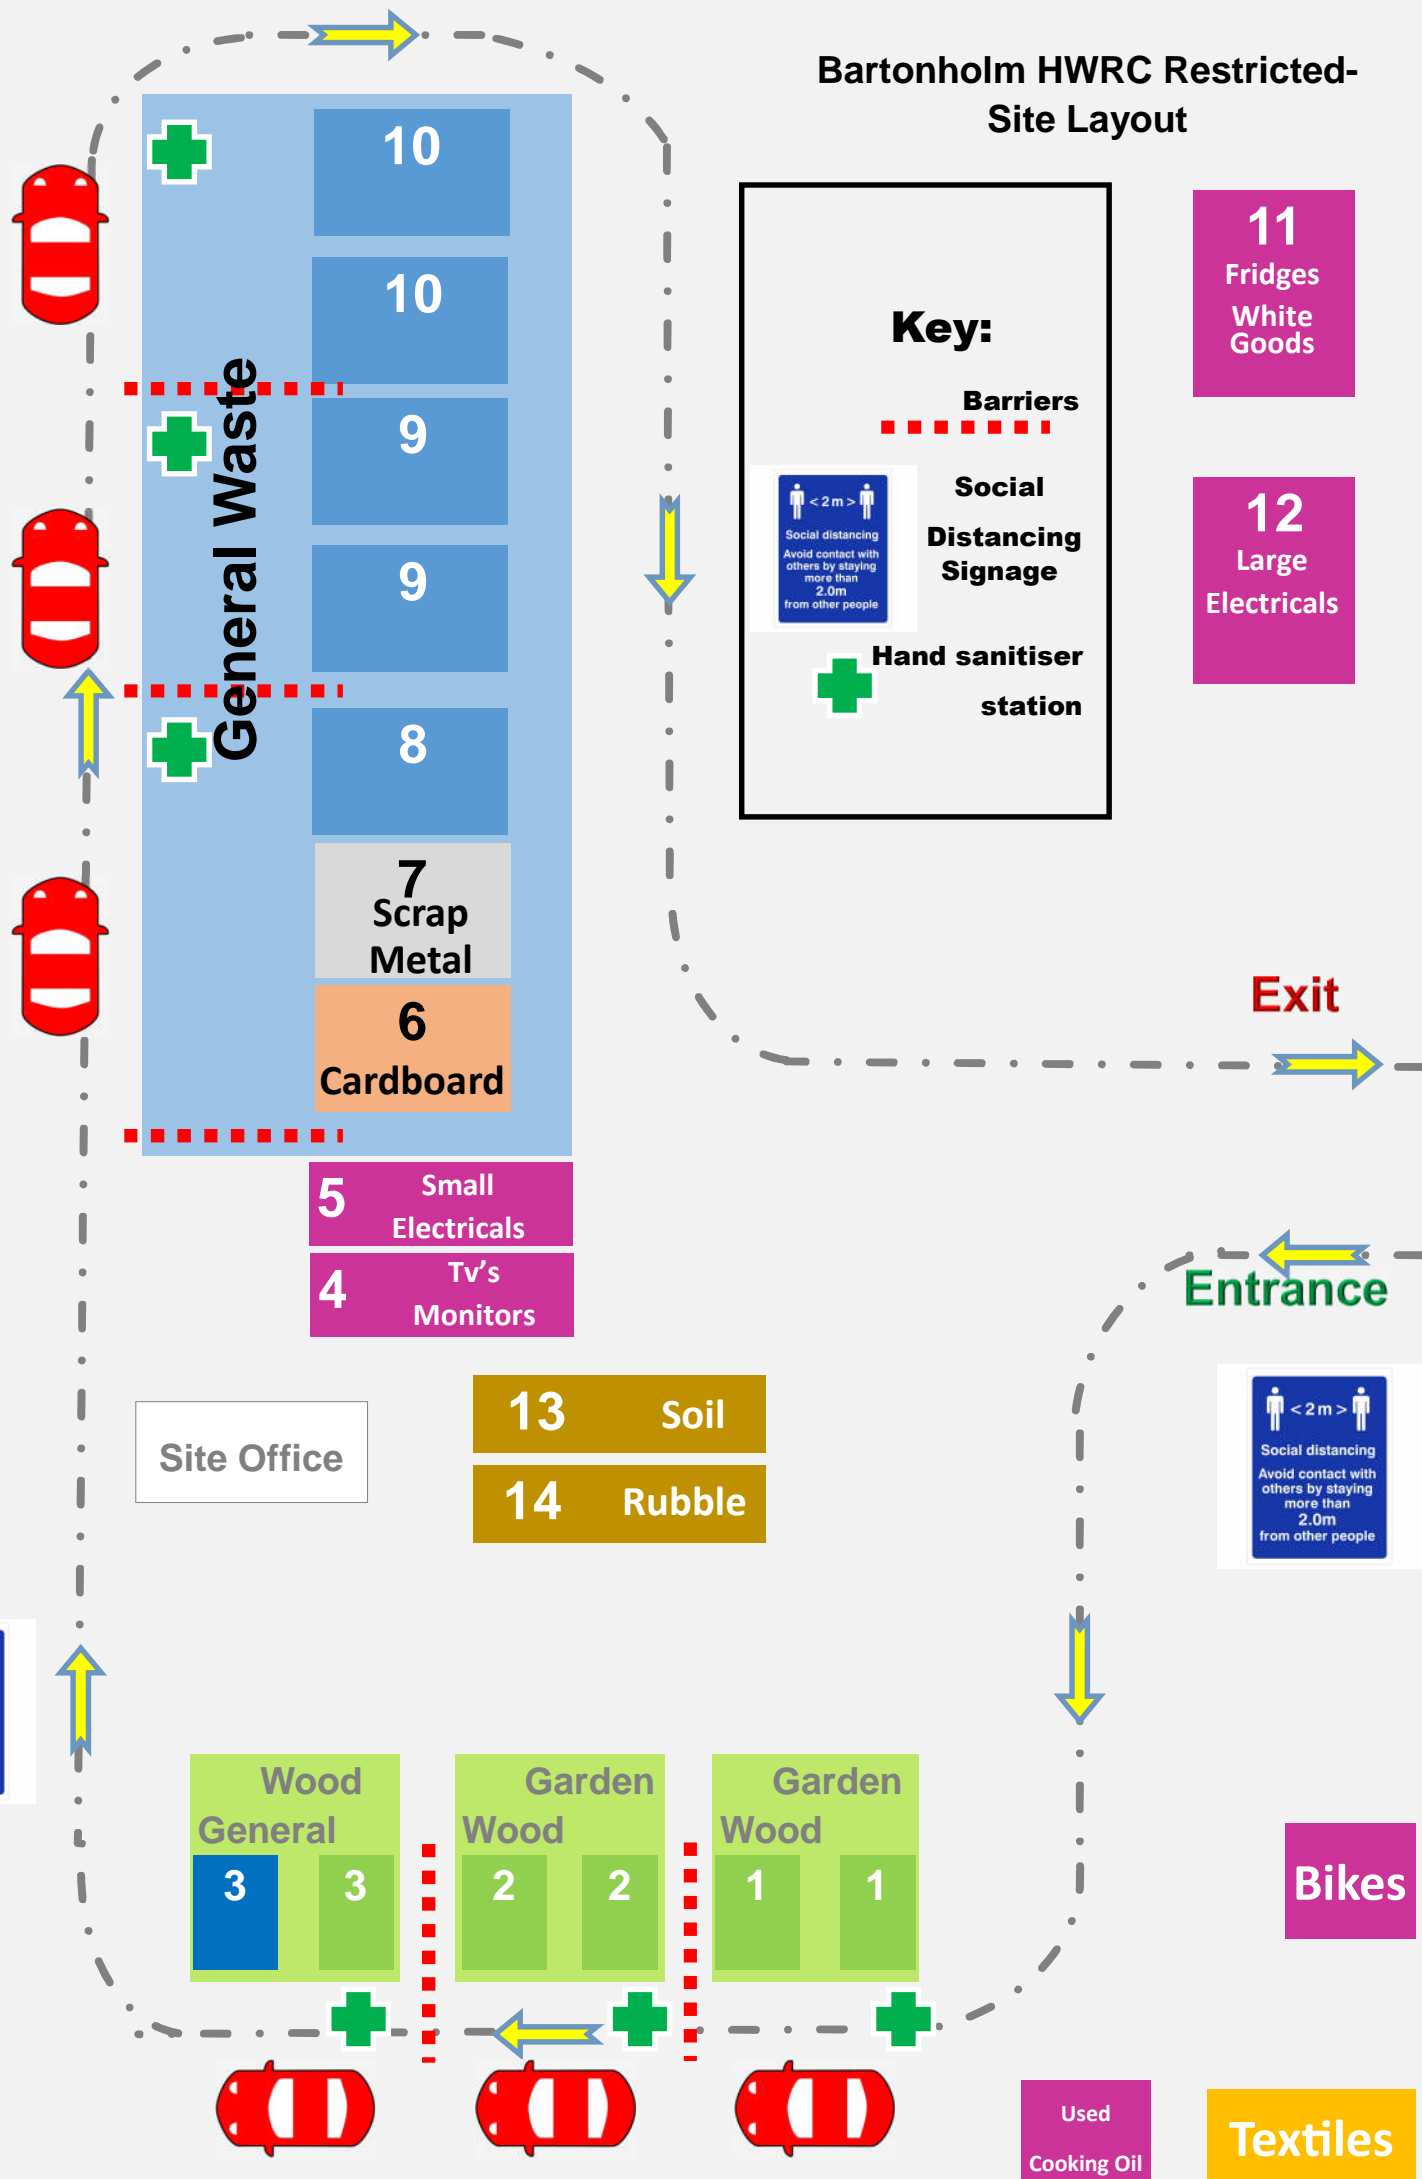 Bartonholm HWRC Restricted-
Site Layout
10
10
9
9
8
General Waste
7
Scrap
Metal
6
Cardboard
5 Small
Electricals
4 Tv's
Monitors
Key:
Barriers
< 2 m >
Social distancing
Avoid contact with
others by staying
more than
2.0m
from other people
Social
Distancing
Signage
Hand sanitiser
station
11
Fridges
White
Goods
12
Large
Electricals
Exit
Entrance
< 2 m >
Social distancing
Avoid contact with
others by staying
more than
2.0m
from other people
13 Soil
14 Rubble
Site Office
Wood
General
3 3
Garden
Wood
2 2
Garden
Wood
1 1
Bikes
Used
Cooking Oil
Textiles